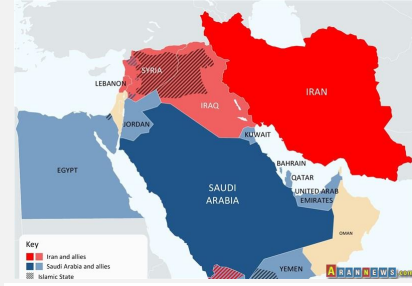 SYRIA
LEBANON
IRAQ
IRAN
JORDAN
KUWAIT
EGYPT
BAHRAIN
QATAR
SAUDI
ARABIA
UNITED ARAB
EMIRATES
OMAN
YEMEN
Key
Iran and allies
Saudi Arabia and allies
Islamic State
ARANNEWS.com